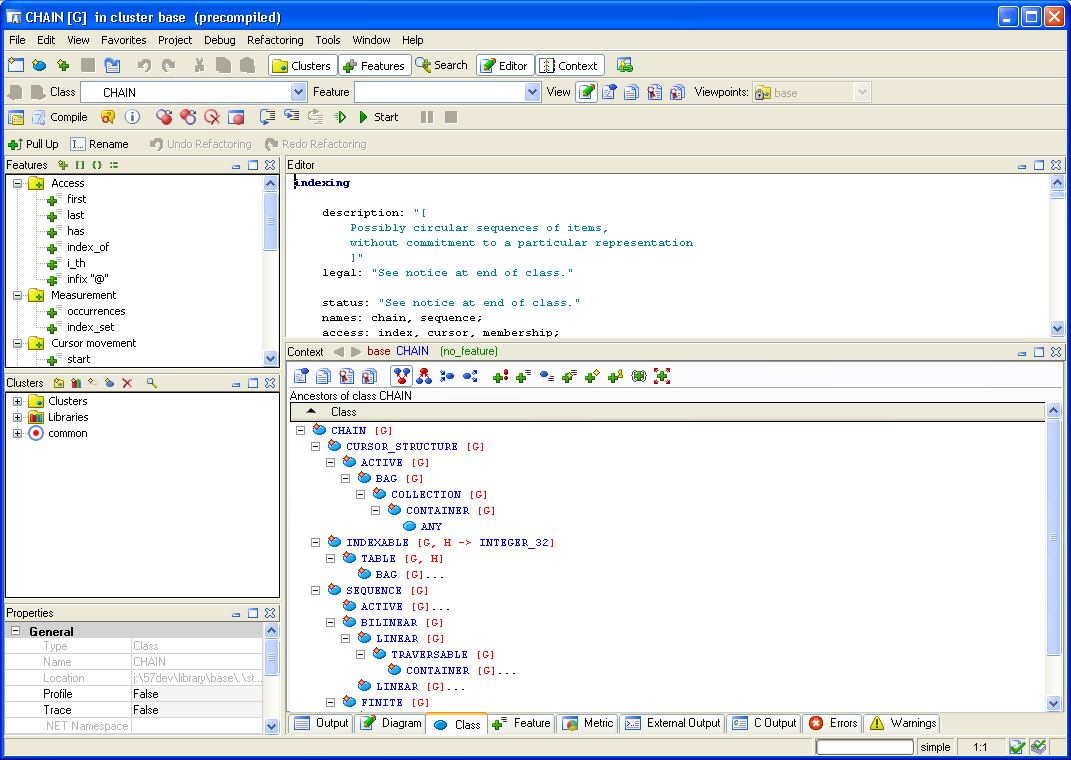 CHAIN [G]  in cluster base  (precompiled)
File Edit View Favorites Project Debug Refactoring Tools Window Help
Clusters Features Search Editor Context
Class CHAIN Feature View Viewpoints: base
Compile Start
Pull Up I... Rename Undo Refactoring Redo Refactoring
Features
Access
first
last
has
index_of
i_th
infix "@"
Measurement
occurrences
index_set
Cursor movement
start
Clusters
Clusters
Libraries
common
Properties
General
Type Class
Name CHAIN
Location j:\57dev\library\base\.\st...
Profile False
Trace False
.NET Namespace
Editor
indexing
description: "[
Possibly circular sequences of items,
without commitment to a particular representation
]"
legal: "See notice at end of class."
status: "See notice at end of class."
names: chain, sequence;
access: index, cursor, membership;
Context base CHAIN (no_feature)
Ancestors of class CHAIN
Class
CHAIN [G]
CURSOR_STRUCTURE [G]
ACTIVE [G]
BAG [G]
COLLECTION [G]
CONTAINER [G]
ANY
INDEXABLE [G, H -> INTEGER_32]
TABLE [G, H]
BAG [G]...
SEQUENCE [G]
ACTIVE [G]...
BILINEAR [G]
LINEAR [G]
TRAVERSABLE [G]
CONTAINER [G]...
LINEAR [G]...
FINITE [G]
Output Diagram Class Feature Metric External Output C Output Errors Warnings
simple 1:1